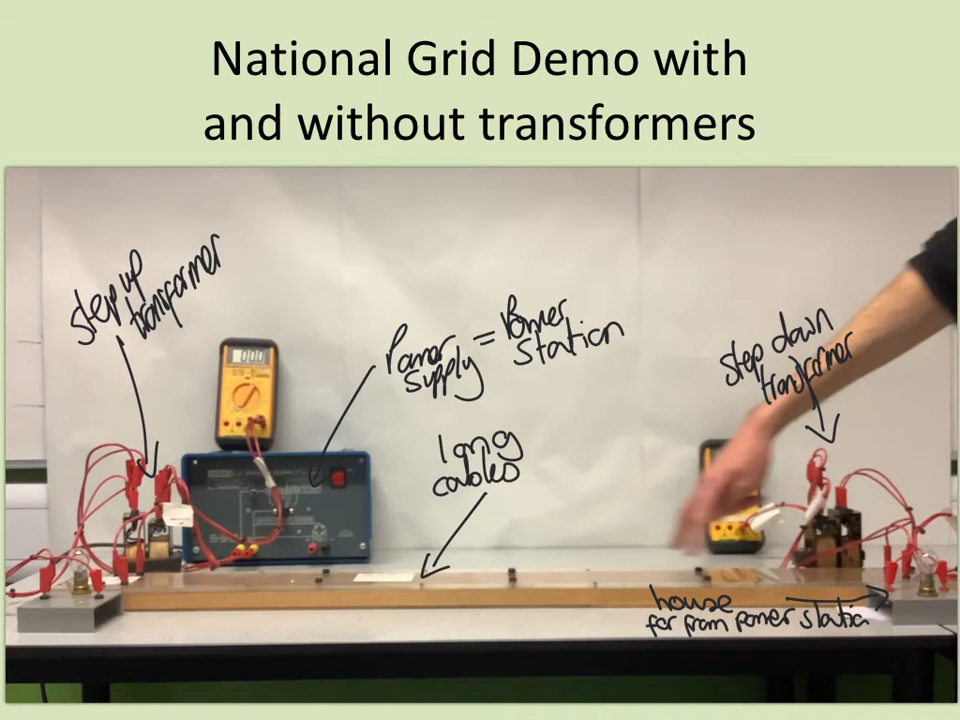 National Grid Demo with
and without transformers
step up
transformer
Power
supply
= Power
station
step down
transformer
long
cables
000
house
far from power station